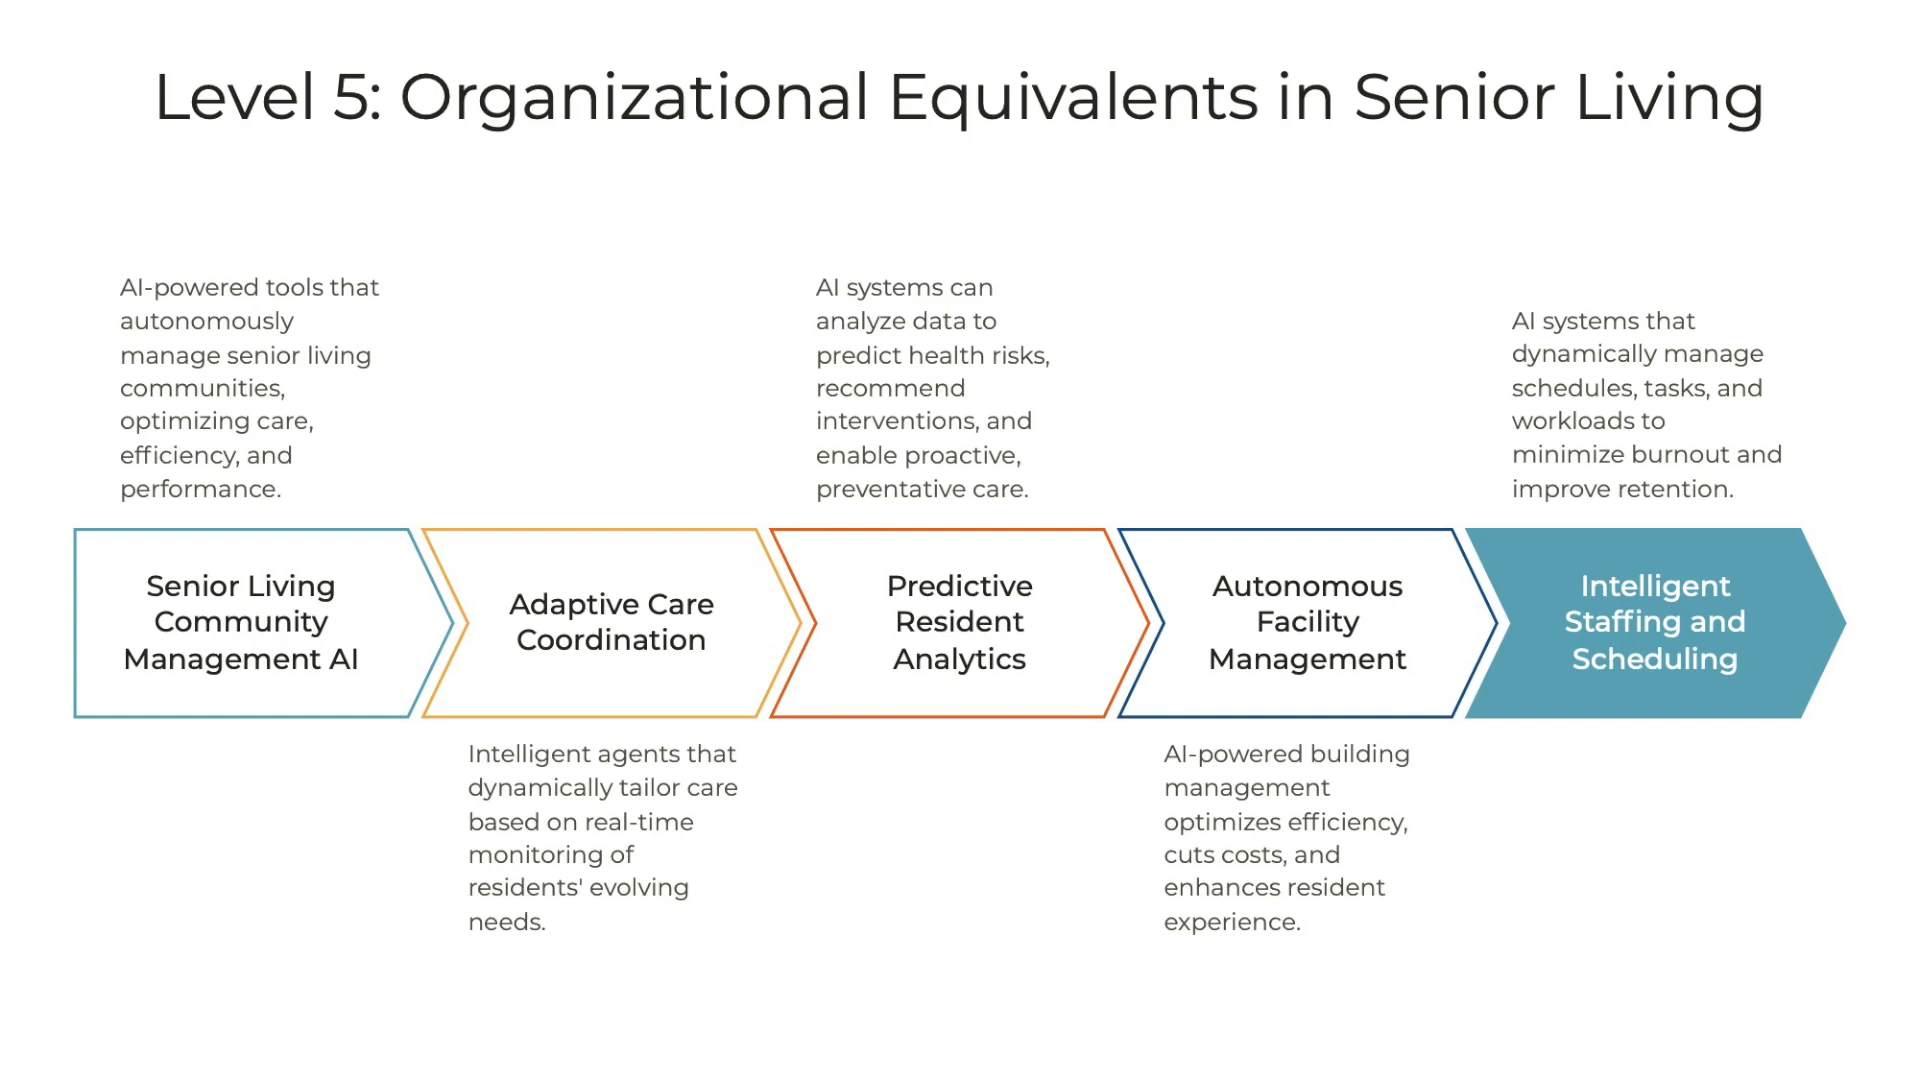 Level 5: Organizational Equivalents in Senior Living
AI-powered tools that
autonomously
manage senior living
communities,
optimizing care,
efficiency, and
performance.
AI systems can
analyze data to
predict health risks,
recommend
interventions, and
enable proactive,
preventative care.
AI systems that
dynamically manage
schedules, tasks, and
workloads to
minimize burnout and
improve retention.
Senior Living
Community
Management AI
Adaptive Care
Coordination
Predictive
Resident
Analytics
Autonomous
Facility
Management
Intelligent
Staffing and
Scheduling
Intelligent agents that
dynamically tailor care
based on real-time
monitoring of
residents' evolving
needs.
AI-powered building
management
optimizes efficiency,
cuts costs, and
enhances resident
experience.